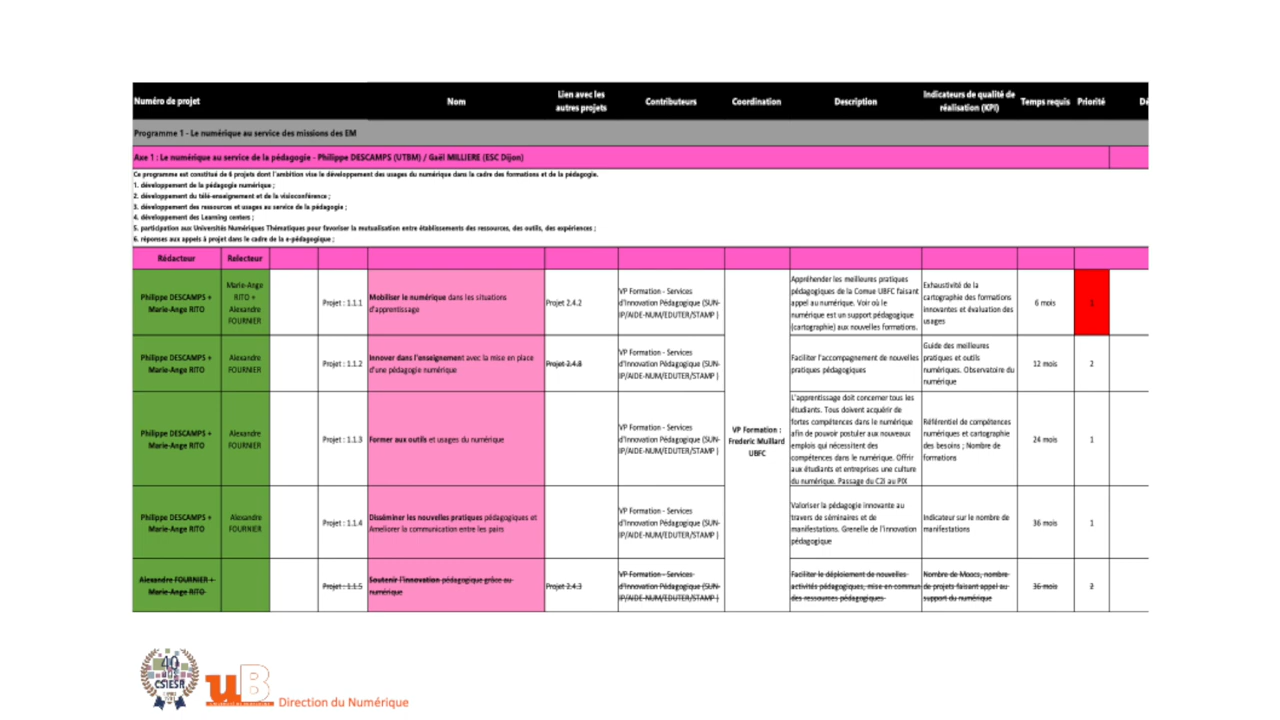 Numéro de projet
Nom
Lien avec les
autres projets
Contributeurs
Coordination
Description
Indicateurs de qualité de
réalisation (KPI)
Temps requis
Priorité
Dé
Programme 1 - Le numérique au service des missions des EM
Axe 1 : Le numérique au service de la pédagogie - Philippe DESCAMPS (UTBM) / Gaël MILLIERE (ESC Dijon)
Ce programme est constitué de 6 projets dont l'ambition vise le développement des usages du numérique dans la cadre des formations et de la pédagogie.
1. développement de la pédagogie numérique ;
2. développement du télé-enseignement et de la visioconférence ;
3. développement des ressources et usages au service de la pédagogie ;
4. développement des Learning centers ;
5. participation aux Universités Numériques Thématiques pour favoriser la mutualisation entre établissements des ressources, des outils, des expériences ;
6. réponses aux appels à projet dans le cadre de la e-pédagogique ;
Rédacteur
Relecteur
Philippe DESCAMPS +
Marie-Ange RITO
Marie-Ange
RITO +
Alexandre
FOURNIER
Projet : 1.1.1
Mobiliser le numérique dans les situations
d'apprentissage
Projet 2.4.2
VP Formation - Services
d'Innovation Pédagogique (SUN-
IP/AIDE-NUM/EDUTER/STAMP )
Appréhender les meilleures pratiques
pédagogiques de la Comue UBFC faisant
appel au numérique. Voir où le
numérique est un support pédagogique
(cartographie) aux nouvelles formations.
Exhaustivité de la
cartographie des formations
innovantes et évaluation des
usages
6 mois
1
Philippe DESCAMPS +
Marie-Ange RITO
Alexandre
FOURNIER
Projet : 1.1.2
Innover dans l'enseignement avec la mise en place
d'une pédagogie numérique
Projet 2.4.8
VP Formation - Services
d'Innovation Pédagogique (SUN-
IP/AIDE-NUM/EDUTER/STAMP )
Faciliter l'accompagnement de nouvelles
pratiques pédagogiques
Guide des meilleures
pratiques et outils
numériques. Observatoire du
numérique
12 mois
2
Philippe DESCAMPS +
Marie-Ange RITO
Alexandre
FOURNIER
Projet : 1.1.3
Former aux outils et usages du numérique
VP Formation - Services
d'Innovation Pédagogique (SUN-
IP/AIDE-NUM/EDUTER/STAMP )
VP Formation :
Frederic Muillard
UBFC
L'apprentissage doit concerner tous les
étudiants. Tous doivent acquérir de
fortes compétences dans le numérique
afin de pouvoir postuler aux nouveaux
emplois qui nécessitent des
compétences dans le numérique. Offrir
aux étudiants et entreprises une culture
du numérique. Passage du C2i au PIX
Référentiel de compétences
numériques et cartographie
des besoins ; Nombre de
formations
24 mois
1
Philippe DESCAMPS +
Marie-Ange RITO
Alexandre
FOURNIER
Projet : 1.1.4
Disséminer les nouvelles pratiques pédagogiques et
Ameliorer la communication entre les pairs
VP Formation - Services
d'Innovation Pédagogique (SUN-
IP/AIDE-NUM/EDUTER/STAMP )
Valoriser la pédagogie innovante au
travers de séminaires et de
manifestations. Grenelle de l'innovation
pédagogique
Indicateur sur le nombre de
manifestations
36 mois
1
Alexandre FOURNIER +
Marie-Ange RITO
Projet : 1.1.5
Soutenir l'innovation pédagogique grâce au
numérique
Projet 2.4.3
VP Formation - Services
d'Innovation Pédagogique (SUN-
IP/AIDE-NUM/EDUTER/STAMP )
Faciliter le déploiement de nouvelles
activités pédagogiques, mise en commun
des ressources pédagogiques
Nombre de Moocs, nombre
de projets faisant appel au
support du numérique
36 mois
2
40
ans
CSIESR
uB
Direction du Numérique